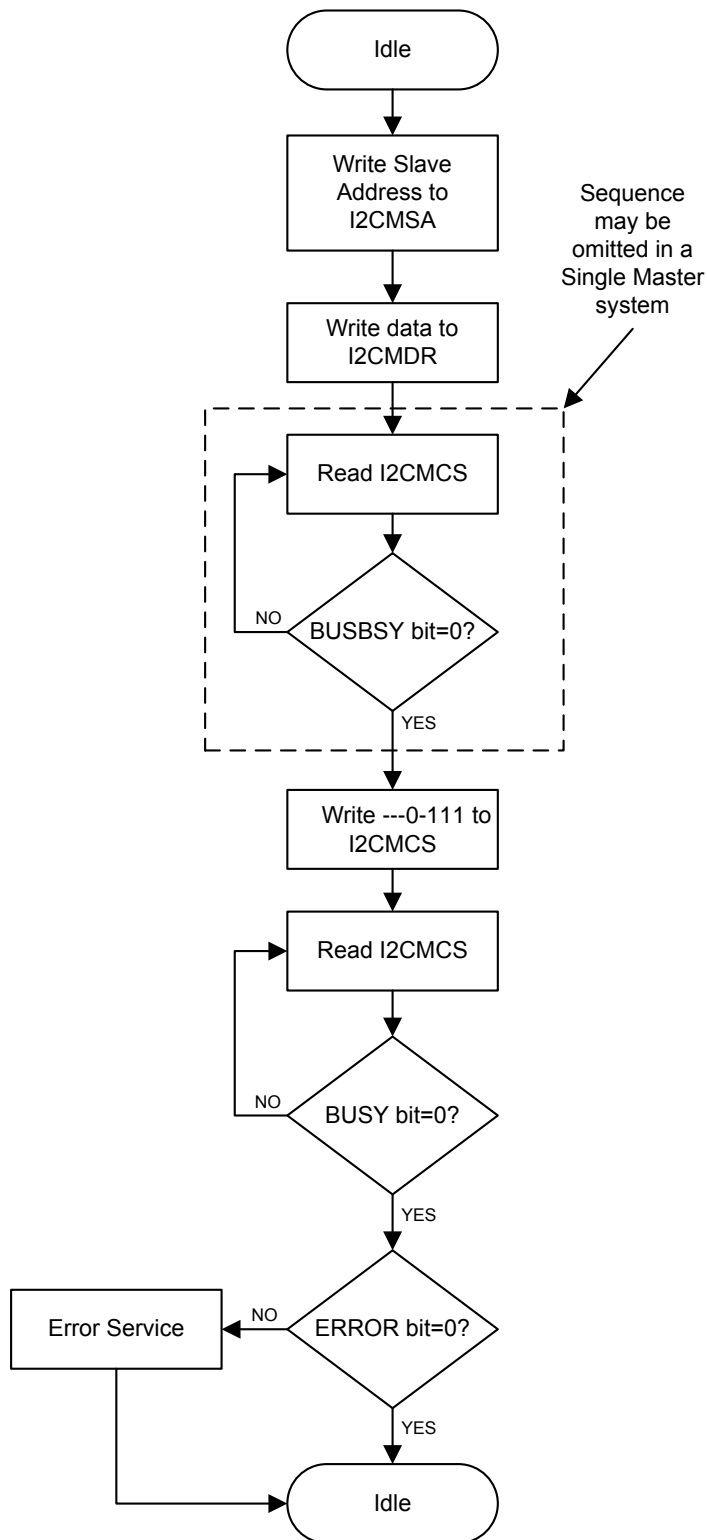 Idle
Write Slave
Address to
I2CMSA
Sequence
may be
omitted in a
Single Master
system
Write data to
I2CMDR
Read I2CMCS
NO
BUSBSY bit=0?
YES
Write ---0-111 to
I2CMCS
Read I2CMCS
NO
BUSY bit=0?
YES
Error Service
NO
ERROR bit=0?
YES
Idle